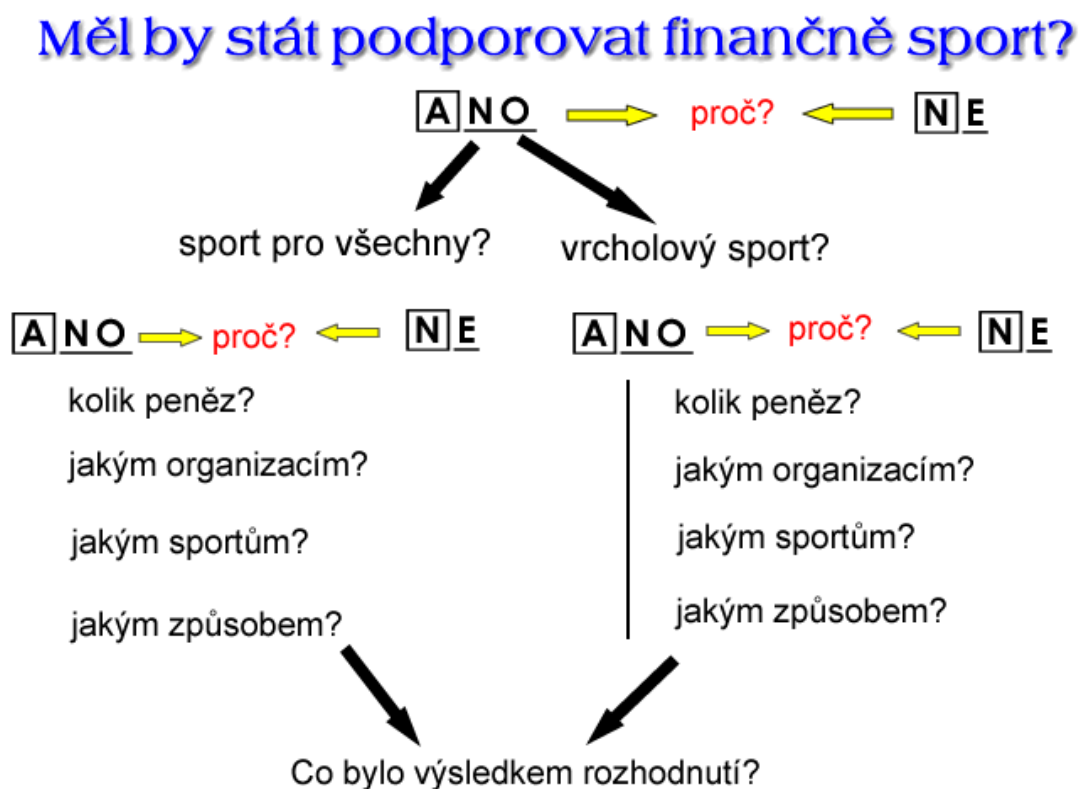 Měl by stát podporovat finančně sport?
ANO proč? NE
sport pro všechny? vrcholový sport?
ANO proč? NE ANO proč? NE
kolik peněz? kolik peněz?
jakým organizacím? jakým organizacím?
jakým sportům? jakým sportům?
jakým způsobem? jakým způsobem?
Co bylo výsledkem rozhodnutí?